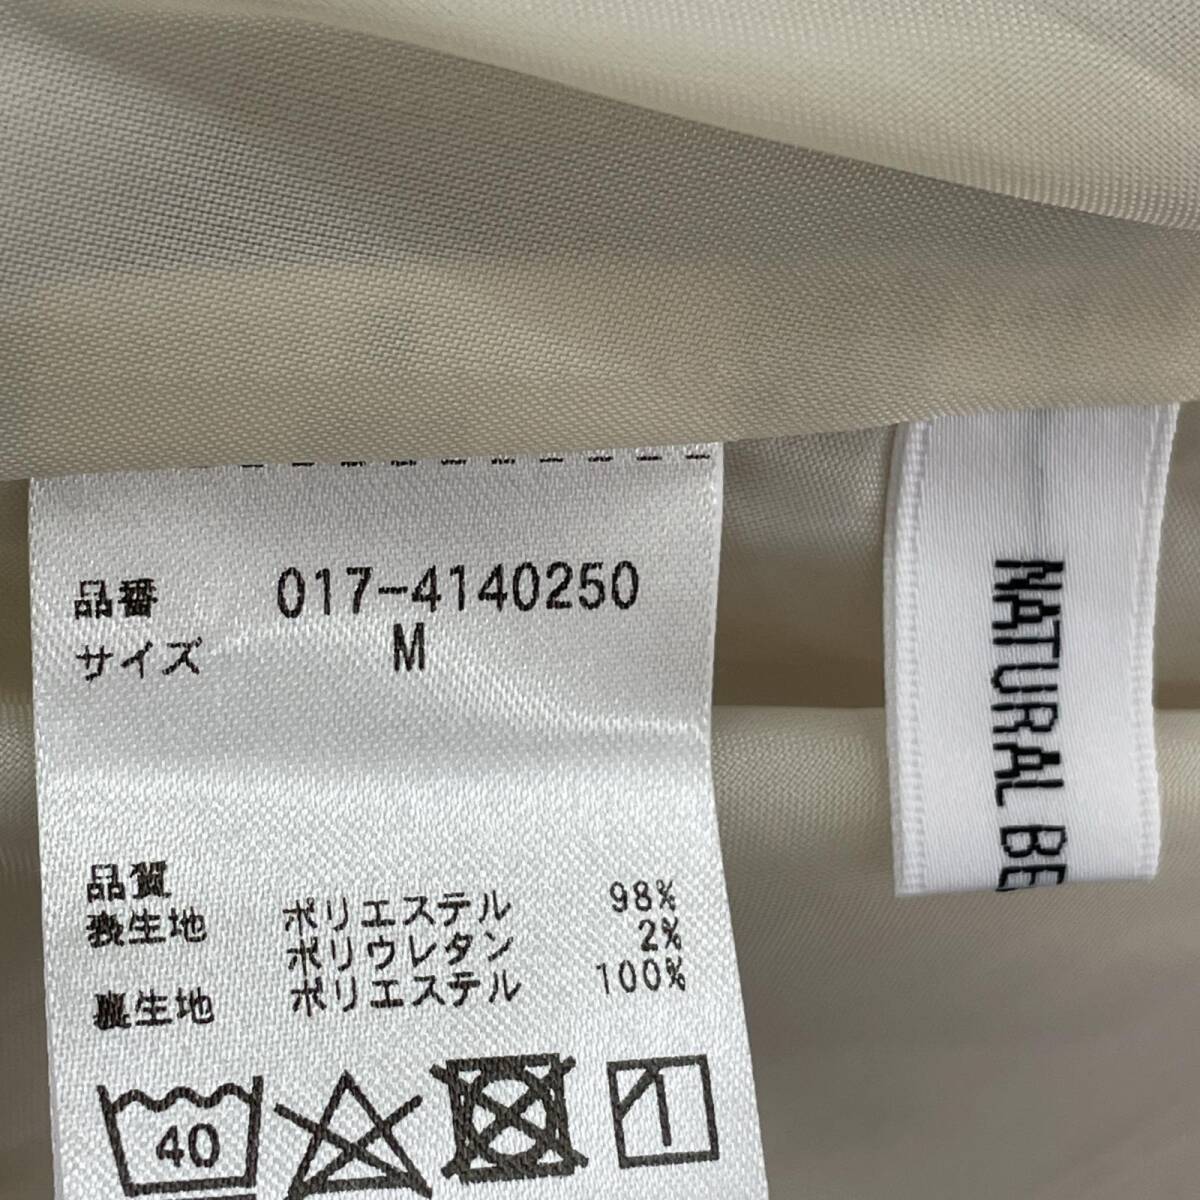 品番 017-4140250
サイズ M
品質
表生地 ポリエステル 98%
ポリウレタン 2%
裏生地 ポリエステル 100%
40
NATURAL BE